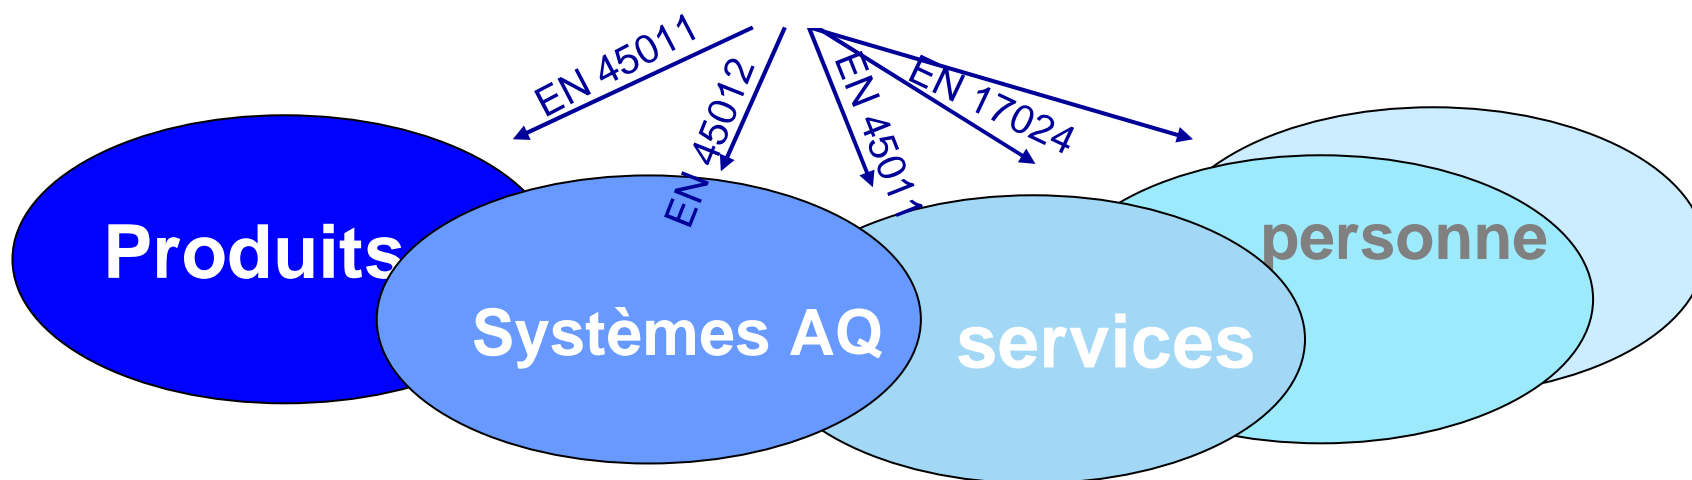 EN 45011
EN 45012
EN 45011
EN 17024
Produits
Systèmes AQ
services
personne